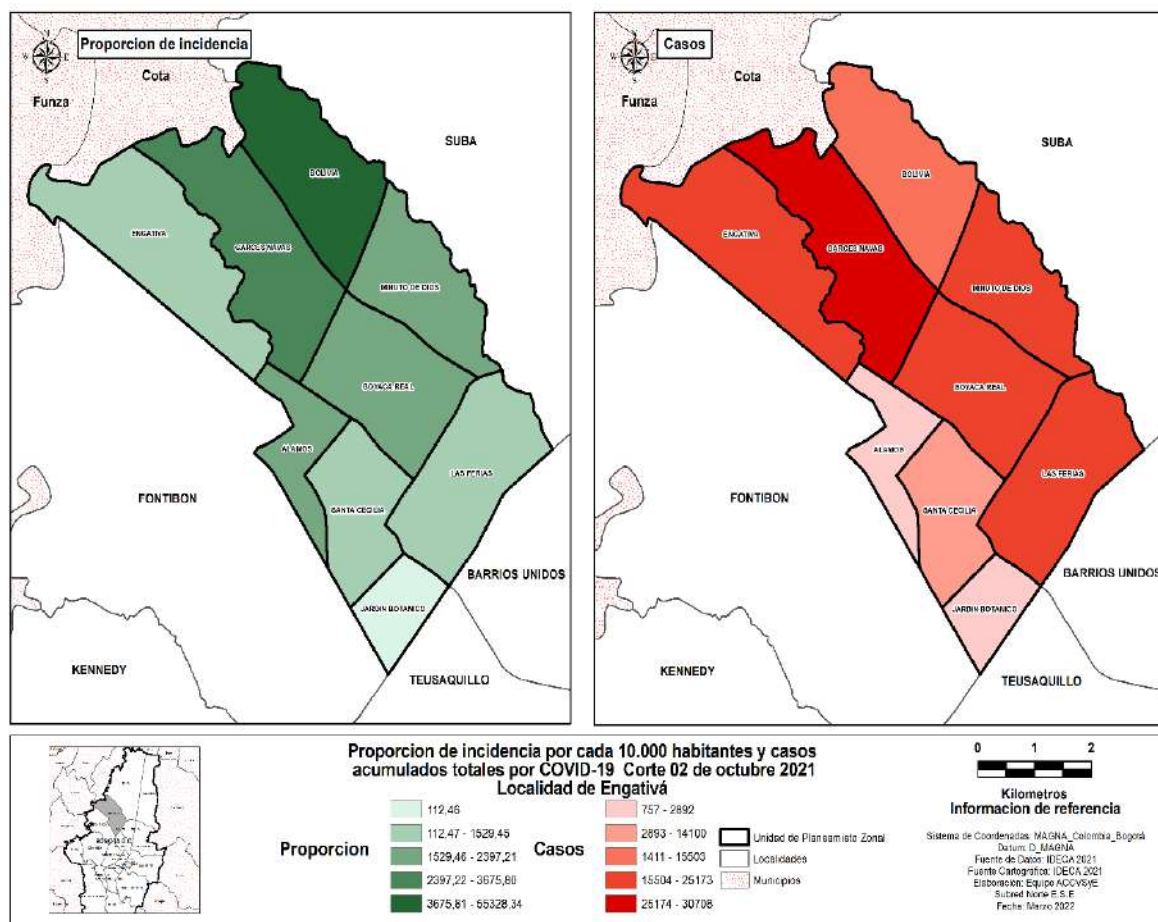 Proporcion de incidencia
N
W
E
S
Cota
Funza
SUBA
BOLIVIA
ENGATIVA
GARCES NAVAS
MINUTO DE DIOS
BOYACA REAL
ALAMOS
LAS FERIAS
SANTA CECILIA
FONTIBON
BARRIOS UNIDOS
JARDIN BOTANICO
KENNEDY
TEUSAQUILLO
Casos
N
W
E
S
Cota
Funza
SUBA
BOLIVIA
ENGATIVA
GARCES NAVAS
MINUTO DE DIOS
BOYACA REAL
ALAMOS
LAS FERIAS
SANTA CECILIA
FONTIBON
BARRIOS UNIDOS
JARDIN BOTANICO
KENNEDY
TEUSAQUILLO
Proporcion de incidencia por cada 10.000 habitantes y casos
acumulados totales por COVID-19 Corte 02 de octubre 2021
Localidad de Engativá
Proporcion
112,46
112,47 - 1529,45
1529,46 - 2397,21
2397,22 - 3675,80
3675,81 - 55328,34
Casos
757 - 2892
2893 - 14100
1411 - 15503
15504 - 25173
25174 - 30708
Unidad de Planeamieto Zonal
Localidades
Municipios
0 1 2
Kilometros
Informacion de referencia
Sistema de Coordenadas: MAGNA_Colombia_Bogotá
Datum: D_MAGNA
Fuente de Datos: IDECA 2021
Fuente Cartografica: IDECA 2021
Elaboración: Equipo ACCVSyE
Subred Norte E.S.E
Fecha: Marzo 2022